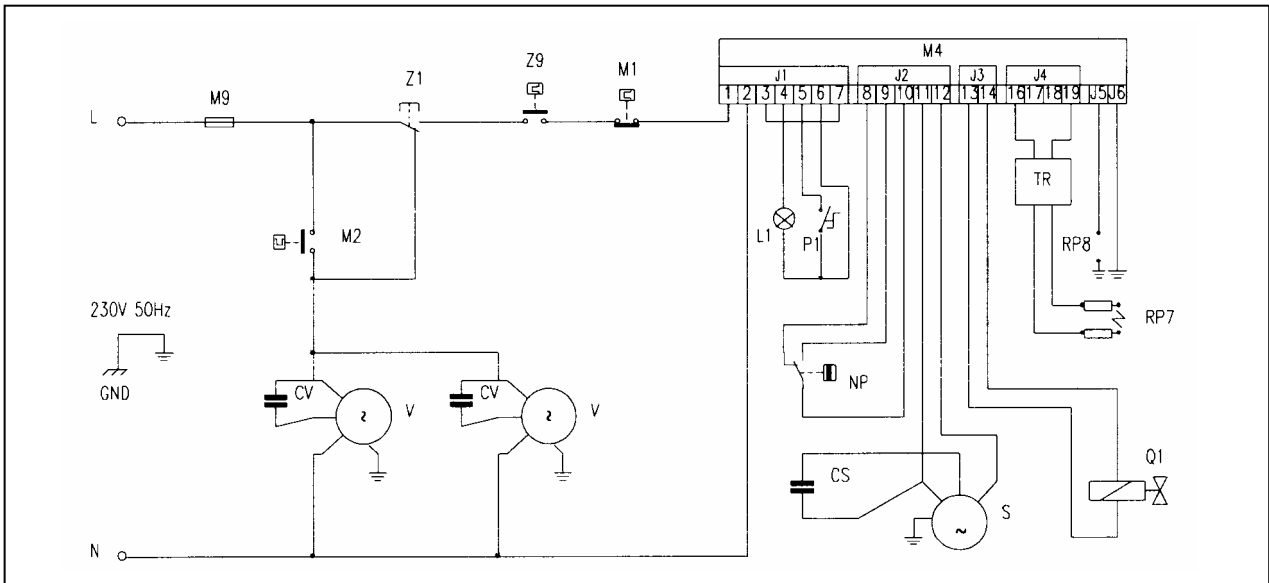 M4
Z9
M1
Z1
J1
J2
J3
J4
M9
1 2 3 4 5 6 7 8 9 10 11 12 13 14 16 17 18 19 J5 J6
L
TR
M2
L1
P1
RP8
230V 50Hz
RP7
GND
NP
CV
V
CV
V
Q1
CS
S
N